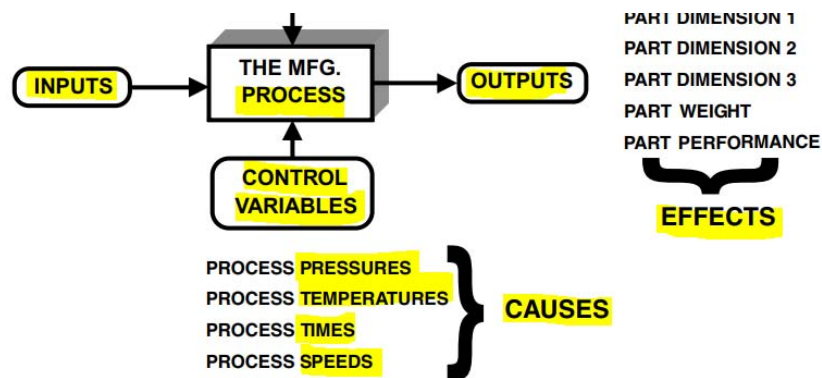 PART DIMENSION 1
PART DIMENSION 2
PART DIMENSION 3
PART WEIGHT
PART PERFORMANCE
EFFECTS
INPUTS
THE MFG.
PROCESS
OUTPUTS
CONTROL
VARIABLES
PROCESS PRESSURES
PROCESS TEMPERATURES
PROCESS TIMES
PROCESS SPEEDS
CAUSES